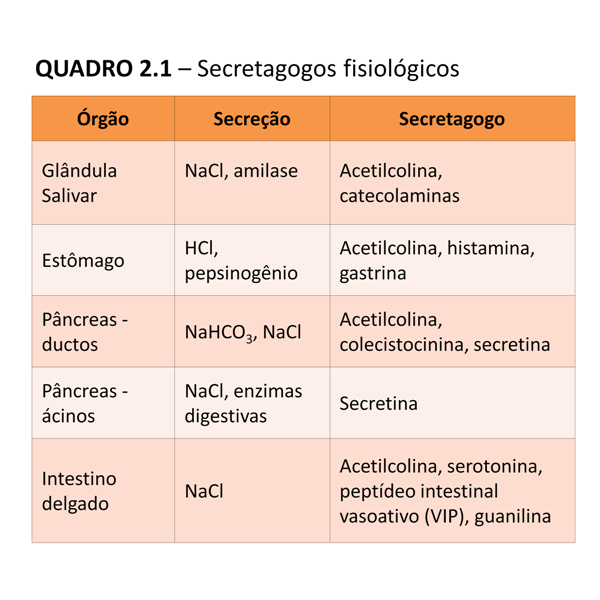 QUADRO 2.1 – Secretagogos fisiológicos
Órgão Secreção Secretagogo
Glândula
Salivar
NaCl, amilase
Acetilcolina,
catecolaminas
Estômago
HCl,
pepsinogênio
Acetilcolina, histamina,
gastrina
Pâncreas -
ductos
NaHCO₃, NaCl
Acetilcolina,
colecistocinina, secretina
Pâncreas -
ácinos
NaCl, enzimas
digestivas
Secretina
Intestino
delgado
NaCl
Acetilcolina, serotonina,
peptídeo intestinal
vasoativo (VIP), guanilina